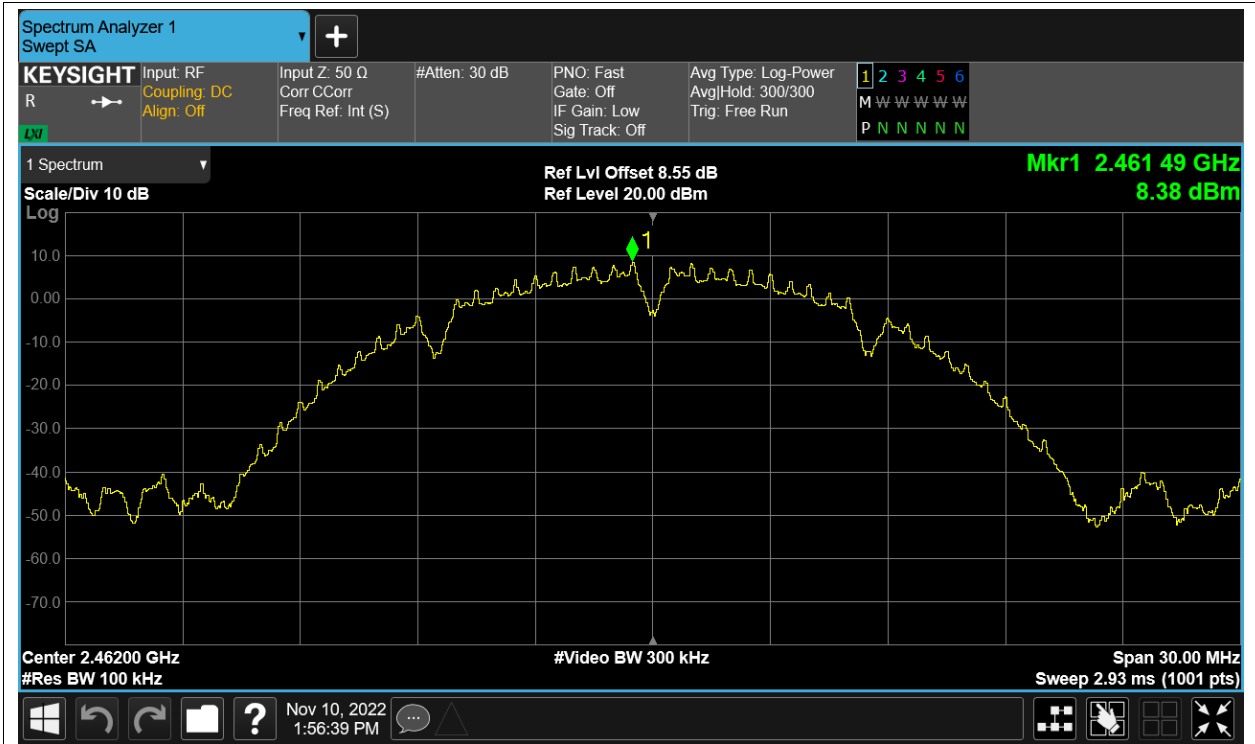 Spectrum Analyzer 1
Swept SA
KEYSIGHT
R
LXI
Input: RF
Coupling: DC
Align: Off
Input Z: 50 Ω
Corr CCorr
Freq Ref: Int (S)
#Atten: 30 dB
PNO: Fast
Gate: Off
IF Gain: Low
Sig Track: Off
Avg Type: Log-Power
Avg|Hold: 300/300
Trig: Free Run
1 2 3 4 5 6
M W W W W W W
P N N N N N N
1 Spectrum
Scale/Div 10 dB
Log
Ref Lvl Offset 8.55 dB
Ref Level 20.00 dBm
Mkr1 2.461 49 GHz
8.38 dBm
1
10.0
0.00
-10.0
-20.0
-30.0
-40.0
-50.0
-60.0
-70.0
Center 2.46200 GHz
#Res BW 100 kHz
#Video BW 300 kHz
Span 30.00 MHz
Sweep 2.93 ms (1001 pts)
?
Nov 10, 2022
1:56:39 PM